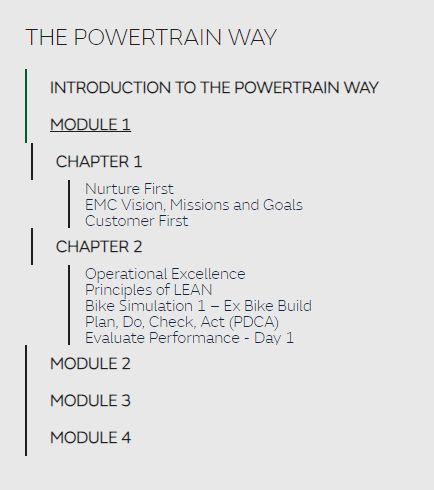 THE POWERTRAIN WAY
INTRODUCTION TO THE POWERTRAIN WAY
MODULE 1
CHAPTER 1
Nurture First
EMC Vision, Missions and Goals
Customer First
CHAPTER 2
Operational Excellence
Principles of LEAN
Bike Simulation 1 – Ex Bike Build
Plan, Do, Check, Act (PDCA)
Evaluate Performance - Day 1
MODULE 2
MODULE 3
MODULE 4